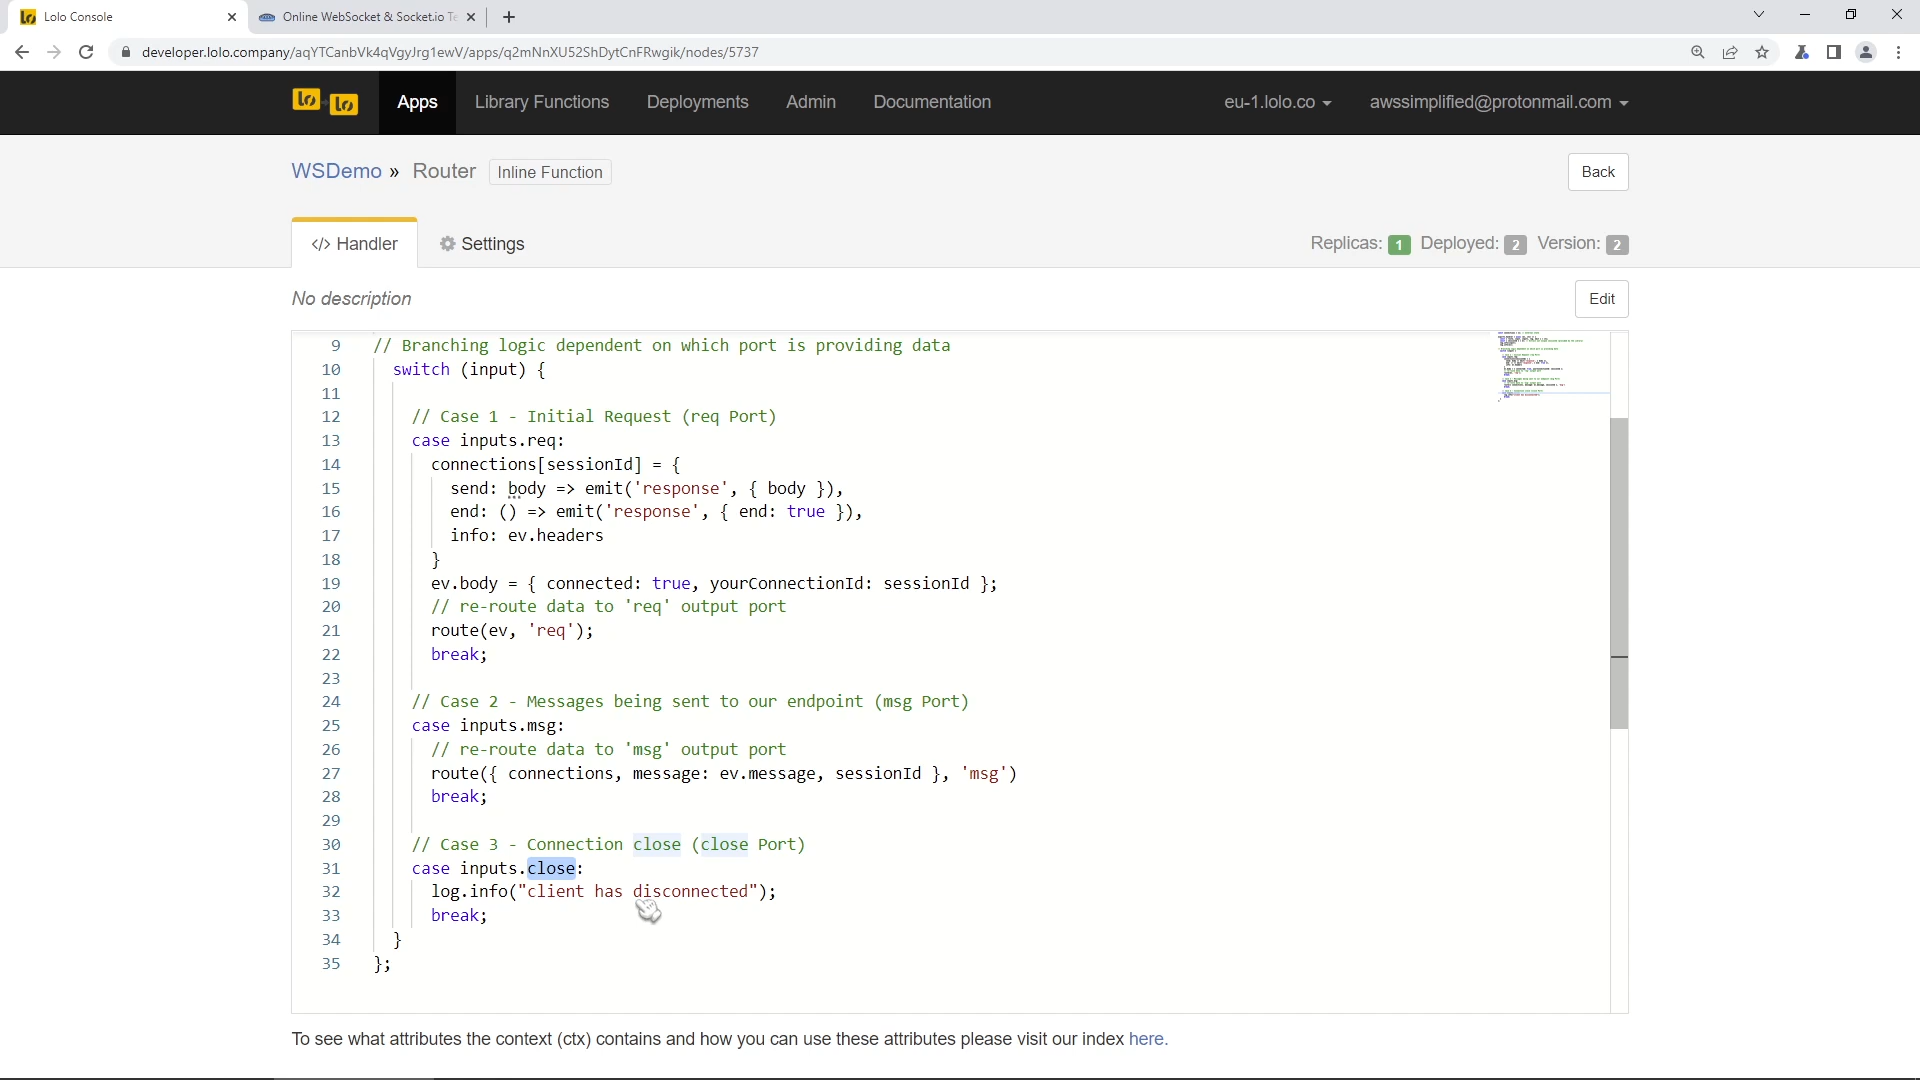 Lolo Console
Online WebSocket & Socket.io Te
developer.lolo.company/aqYTCanbVk4qVgyJrg1ewV/apps/q2mNnXU52ShDytCnFRwgik/nodes/5737
lo lo
Apps
Library Functions
Deployments
Admin
Documentation
eu-1.lolo.co
awssimplified@protonmail.com
WSDemo » Router
Inline Function
Back
</> Handler
Settings
Replicas: 1 Deployed: 2 Version: 2
No description
Edit
9 // Branching logic dependent on which port is providing data
10 switch (input) {
11
12 // Case 1 - Initial Request (req Port)
13 case inputs.req:
14 connections[sessionId] = {
15 send: body => emit('response', { body }),
16 end: () => emit('response', { end: true }),
17 info: ev.headers
18 }
19 ev.body = { connected: true, yourConnectionId: sessionId };
20 // re-route data to 'req' output port
21 route(ev, 'req');
22 break;
23
24 // Case 2 - Messages being sent to our endpoint (msg Port)
25 case inputs.msg:
26 // re-route data to 'msg' output port
27 route({ connections, message: ev.message, sessionId }, 'msg')
28 break;
29
30 // Case 3 - Connection close (close Port)
31 case inputs.close:
32 log.info("client has disconnected");
33 break;
34 }
35 };
To see what attributes the context (ctx) contains and how you can use these attributes please visit our index here.